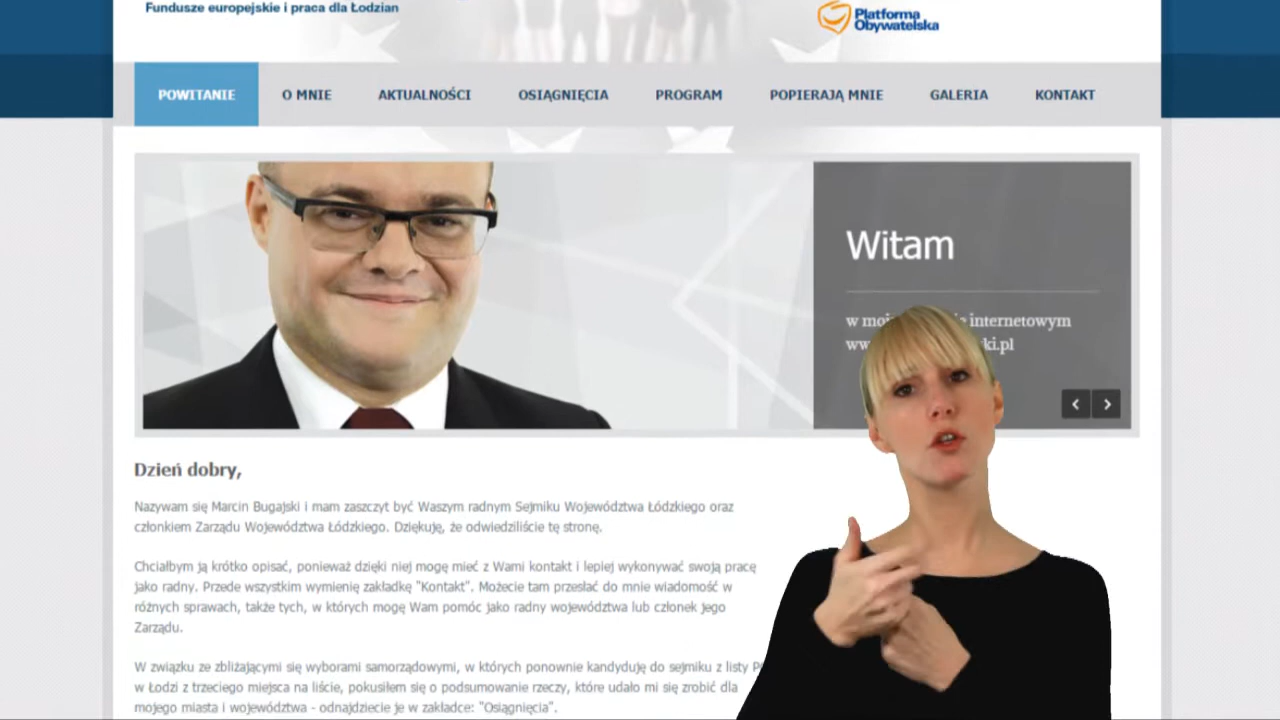 Fundusze europejskie i praca dla Łodzian
Platforma
Obywatelska
POWITANIE O MNIE AKTUALNOŚCI OSIĄGNIĘCIA PROGRAM POPIERAJĄ MNIE GALERIA KONTAKT
Witam
w internetowym
Dzień dobry,
Nazywam się Marcin Bugajski i mam zaszczyt być Waszym radnym Sejmiku Województwa Łódzkiego oraz
członkiem Zarządu Województwa Łódzkiego. Dziękuję, że odwiedziliście tę stronę.
Chciałbym ją krótko opisać, ponieważ dzięki niej mogę mieć z Wami kontakt i lepiej wykonywać swoją pracę
jako radny. Przede wszystkim wymienię zakładkę "Kontakt". Możecie tam przesłać do mnie wiadomość w
różnych sprawach, także tych, w których mogę Wam pomóc jako radny województwa lub członek jego
Zarządu.
W związku ze zbliżającymi się wyborami samorządowymi, w których ponownie kandyduję do sejmiku z listy
w Łodzi z trzeciego miejsca na liście, pokusiłem się o podsumowanie rzeczy, które udało mi się zrobić dla
mojego miasta i województwa - odnajdziecie je w zakładce: "Osiągnięcia".